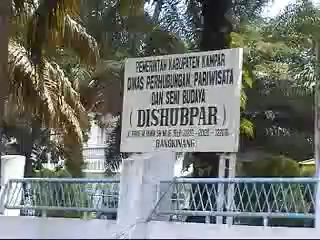 PEMERINTAH KABUPATEN KAMPAR
DINAS PERHUBUNGAN, PARIWISATA
DAN SENI BUDAYA
( DISHUBPAR )
BANGKINANG